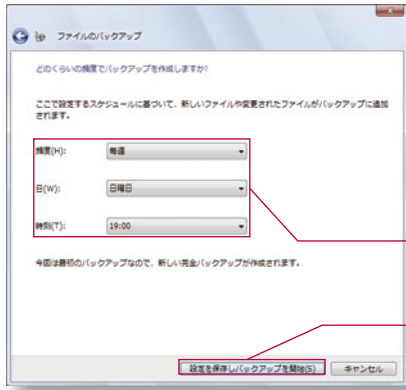 ファイルのバックアップ
どのくらいの頻度でバックアップを作成しますか?
ここで設定するスケジュールに基づいて、新しいファイルや変更されたファイルがバックアップに追加
されます。
頻度(H): 毎週
日(W): 日曜日
時刻(T): 19:00
今回は最初のバックアップなので、新しい完全バックアップが作成されます。
設定を保存しバックアップを開始(S) キャンセル